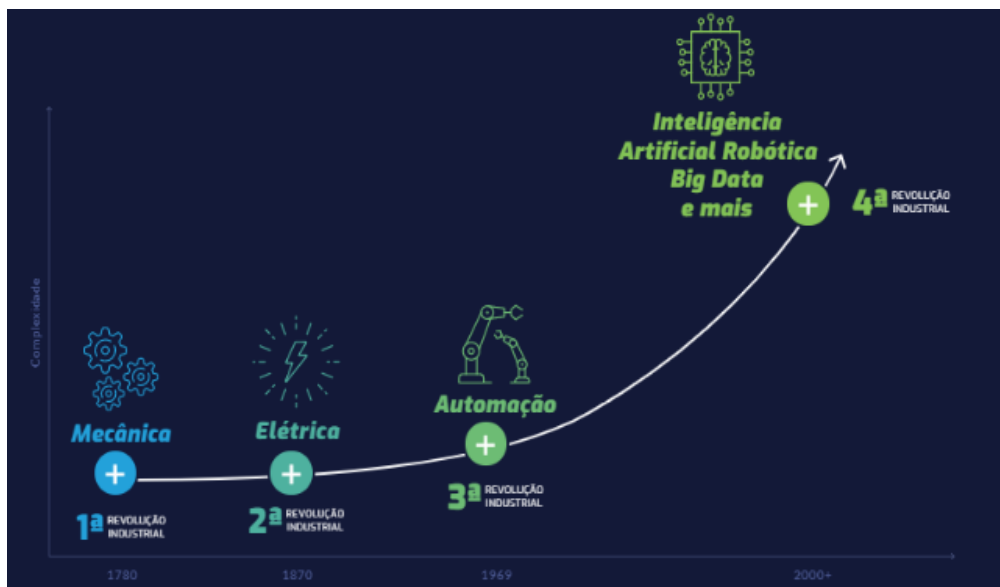 Inteligência
Artificial Robótica
Big Data
e mais
4ª REVOLUÇÃO
INDUSTRIAL
Complexidade
Automação
Elétrica
Mecânica
3ª REVOLUÇÃO
INDUSTRIAL
2ª REVOLUÇÃO
INDUSTRIAL
1ª REVOLUÇÃO
INDUSTRIAL
1780
1870
1969
2000+